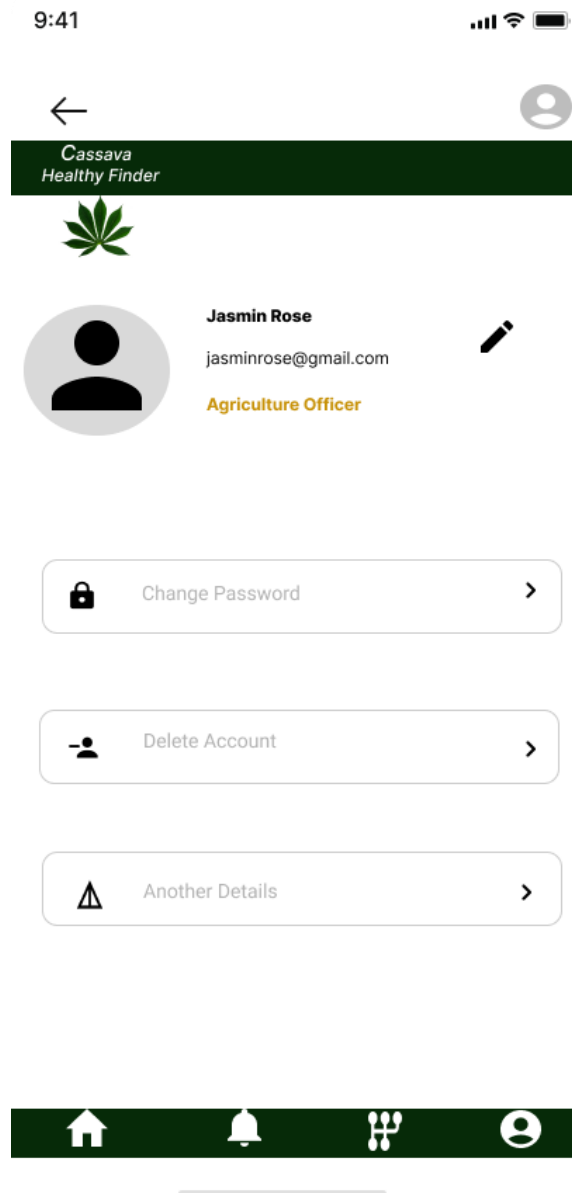 9:41
Cassava
Healthy Finder
Jasmin Rose
jasminrose@gmail.com
Agriculture Officer
Change Password
Delete Account
Another Details